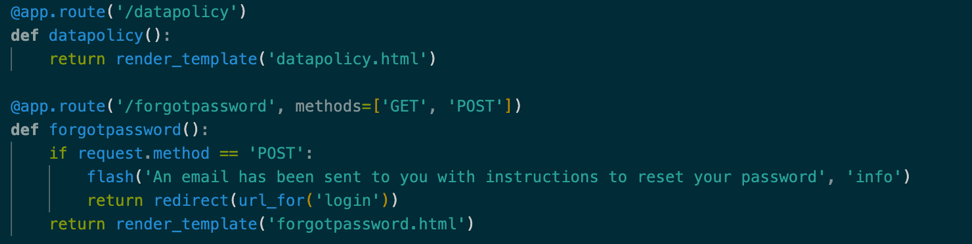 @app.route('/datapolicy')
def datapolicy():
    return render_template('datapolicy.html')

@app.route('/forgotpassword', methods=['GET', 'POST'])
def forgotpassword():
    if request.method == 'POST':
        flash('An email has been sent to you with instructions to reset your password', 'info')
        return redirect(url_for('login'))
    return render_template('forgotpassword.html')